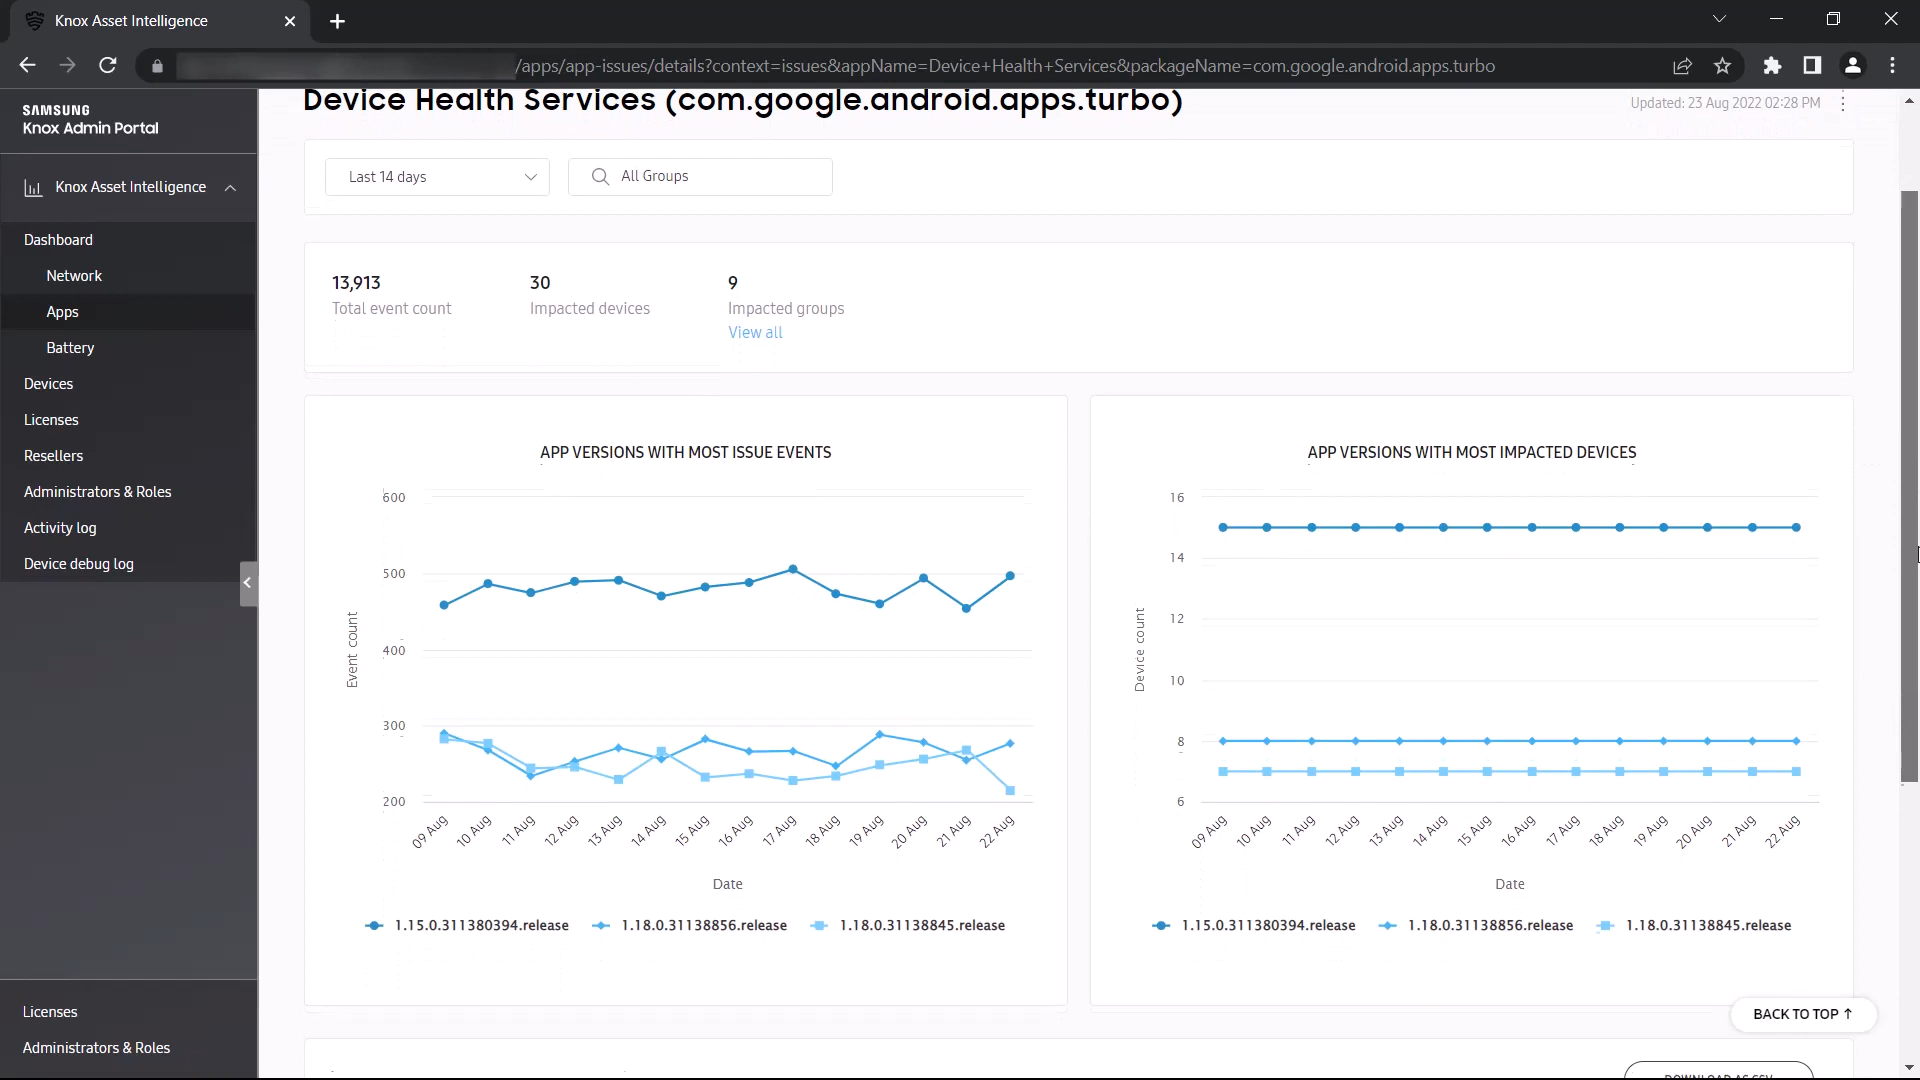 Knox Asset Intelligence
/apps/app-issues/details?context=issues&appName=Device+Health+Services&packageName=com.google.android.apps.turbo
SAMSUNG
Knox Admin Portal
Knox Asset Intelligence
Dashboard
Network
Apps
Battery
Devices
Licenses
Resellers
Administrators & Roles
Activity log
Device debug log
Licenses
Administrators & Roles
Device Health Services (com.google.android.apps.turbo)
Updated: 23 Aug 2022 02:28 PM
Last 14 days
All Groups
13,913
Total event count
30
Impacted devices
9
Impacted groups
View all
APP VERSIONS WITH MOST ISSUE EVENTS
600
500
400
300
200
Event count
09 Aug
10 Aug
11 Aug
12 Aug
13 Aug
14 Aug
15 Aug
16 Aug
17 Aug
18 Aug
19 Aug
20 Aug
21 Aug
22 Aug
Date
1.15.0.311380394.release
1.18.0.31138856.release
1.18.0.31138845.release
APP VERSIONS WITH MOST IMPACTED DEVICES
16
14
12
10
8
6
Device count
09 Aug
10 Aug
11 Aug
12 Aug
13 Aug
14 Aug
15 Aug
16 Aug
17 Aug
18 Aug
19 Aug
20 Aug
21 Aug
22 Aug
Date
1.15.0.311380394.release
1.18.0.31138856.release
1.18.0.31138845.release
BACK TO TOP ↑
DOWNLOAD AS CSV